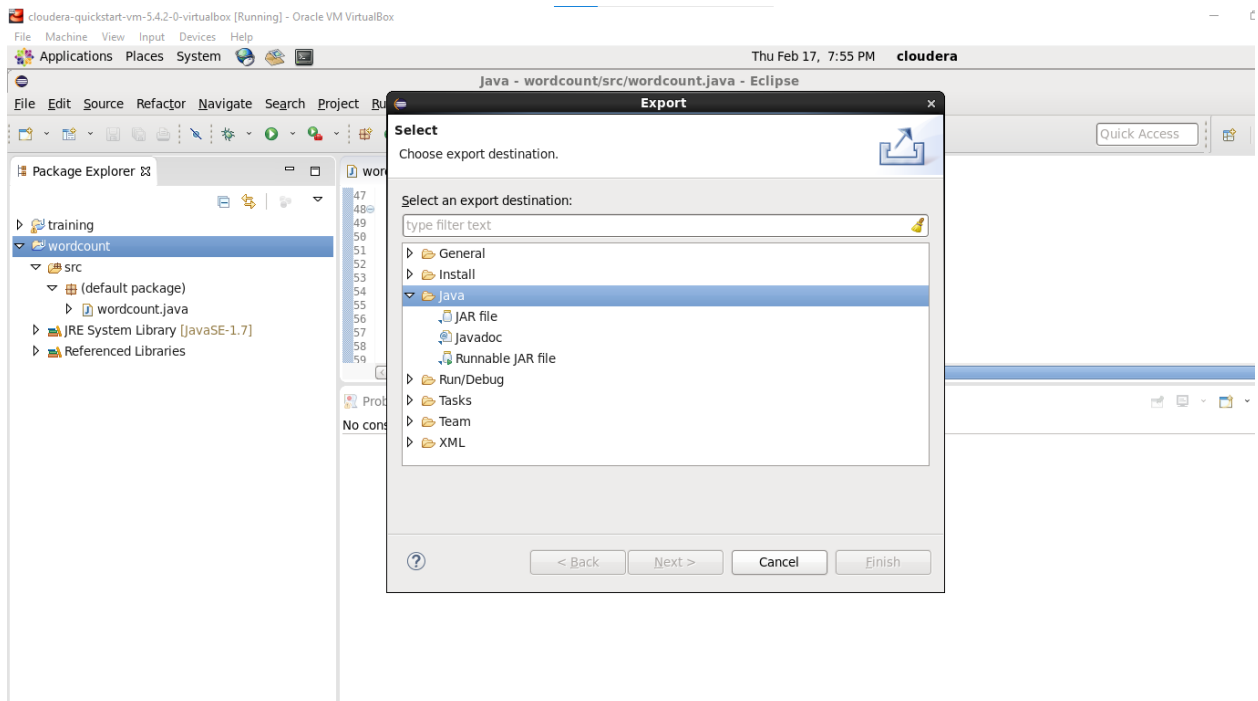 cloudera-quickstart-vm-5.4.2-0-virtualbox [Running] - Oracle VM VirtualBox
File Machine View Input Devices Help
Applications Places System Thu Feb 17, 7:55 PM cloudera
Java - wordcount/src/wordcount.java - Eclipse
File Edit Source Refactor Navigate Search Project Ru
Export
Select
Choose export destination.
Quick Access
Package Explorer
wor
Select an export destination:
type filter text
training
wordcount
src
(default package)
wordcount.java
JRE System Library [JavaSE-1.7]
Referenced Libraries
47
48
49
50
51
52
53
54
55
56
57
58
59
General
Install
Java
JAR file
Javadoc
Runnable JAR file
Run/Debug
Tasks
Team
XML
Prob
No cons
< Back Next > Cancel Finish